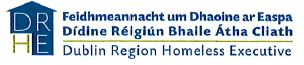 DR
HE
Feidhmeannacht um Dhaoine ar Easpa
Dídine Réigiún Bhaile Átha Cliath
Dublin Region Homeless Executive